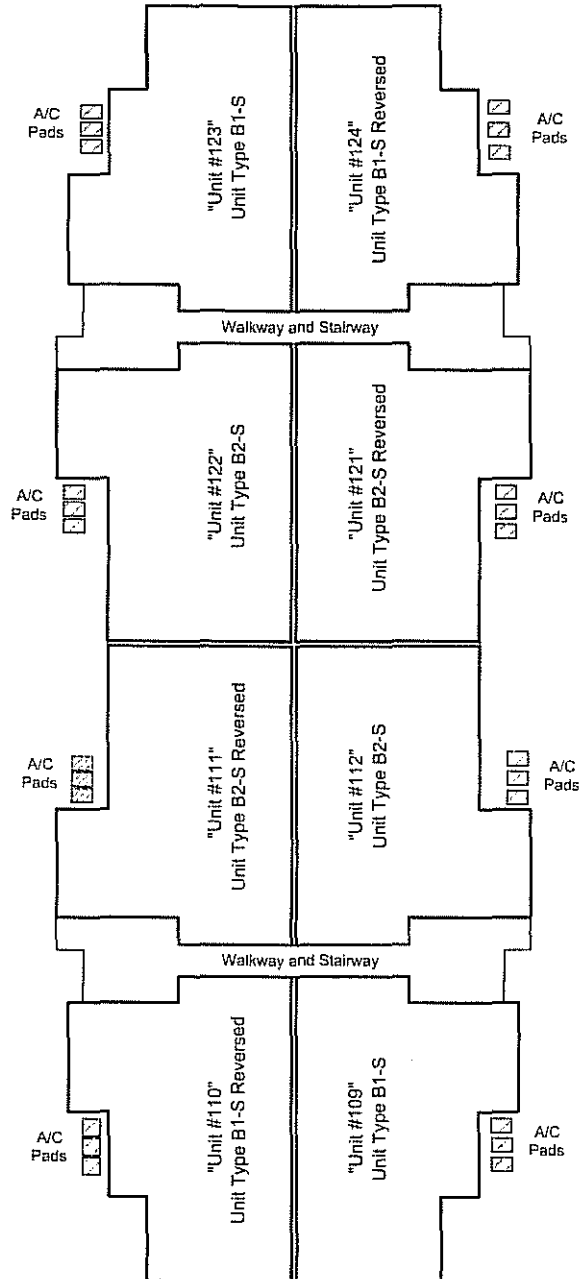 A/C
Pads
"Unit #123"
Unit Type B1-S
"Unit #124"
Unit Type B1-S Reversed
A/C
Pads
Walkway and Stairway
A/C
Pads
"Unit #122"
Unit Type B2-S
"Unit #121"
Unit Type B2-S Reversed
A/C
Pads
A/C
Pads
"Unit #111"
Unit Type B2-S Reversed
"Unit #112"
Unit Type B2-S
A/C
Pads
Walkway and Stairway
A/C
Pads
"Unit #110"
Unit Type B1-S Reversed
"Unit #109"
Unit Type B1-S
A/C
Pads